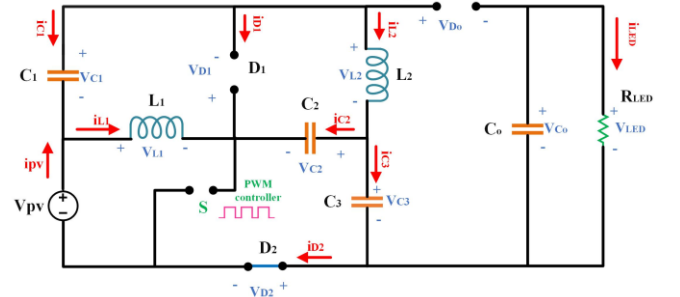 iC1
iD1
iL2
+ VDo -
iLED
+
C1
VC1
-
-
VD1
D1
+
+
VL2
L2
-
RLED
L1
C2
iL1
iC2
+ VL1 -
- +
VC2
Co
+
VCo
-
+
VLED
-
ipv
iC3
Vpv
+
-
S
PWM
controller
C3
+
VC3
-
D2
iD2
- VD2 +